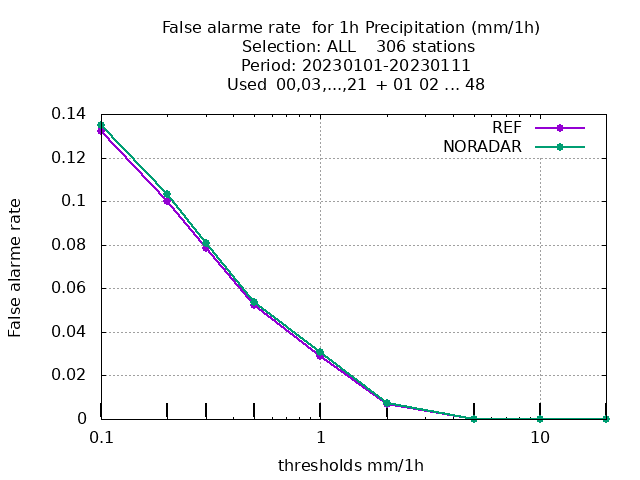 False alarme rate  for 1h Precipitation (mm/1h)
Selection: ALL    306 stations
Period: 20230101-20230111
Used  00,03,...,21  + 01 02 ... 48
REF
NORADAR
False alarme rate
0.14
0.12
0.1
0.08
0.06
0.04
0.02
0
0.1
1
10
thresholds mm/1h